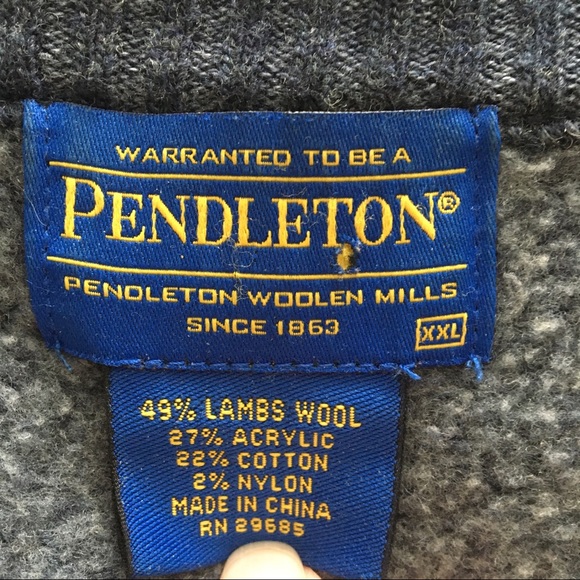 WARRANTED TO BE A
PENDLETON®
PENDLETON WOOLEN MILLS
SINCE 1863
XXL
49% LAMBS WOOL
27% ACRYLIC
22% COTTON
2% NYLON
MADE IN CHINA
RN 29685